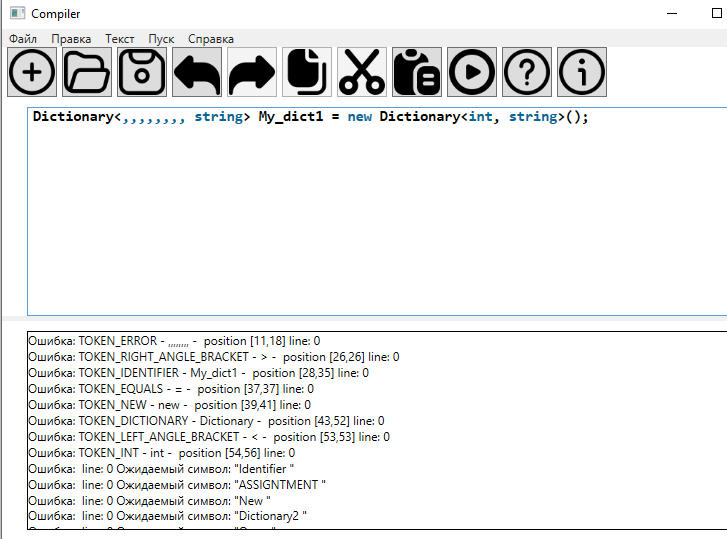 Compiler
Файл Правка Текст Пуск Справка
Dictionary<,,,,,,,, string> My_dict1 = new Dictionary<int, string>();
Ошибка: TOKEN_ERROR - ,,,,,,,, - position [11,18] line: 0
Ошибка: TOKEN_RIGHT_ANGLE_BRACKET - > - position [26,26] line: 0
Ошибка: TOKEN_IDENTIFIER - My_dict1 - position [28,35] line: 0
Ошибка: TOKEN_EQUALS - = - position [37,37] line: 0
Ошибка: TOKEN_NEW - new - position [39,41] line: 0
Ошибка: TOKEN_DICTIONARY - Dictionary - position [43,52] line: 0
Ошибка: TOKEN_LEFT_ANGLE_BRACKET - < - position [53,53] line: 0
Ошибка: TOKEN_INT - int - position [54,56] line: 0
Ошибка: line: 0 Ожидаемый символ: "Identifier "
Ошибка: line: 0 Ожидаемый символ: "ASSIGNTMENT "
Ошибка: line: 0 Ожидаемый символ: "New "
Ошибка: line: 0 Ожидаемый символ: "Dictionary2 "